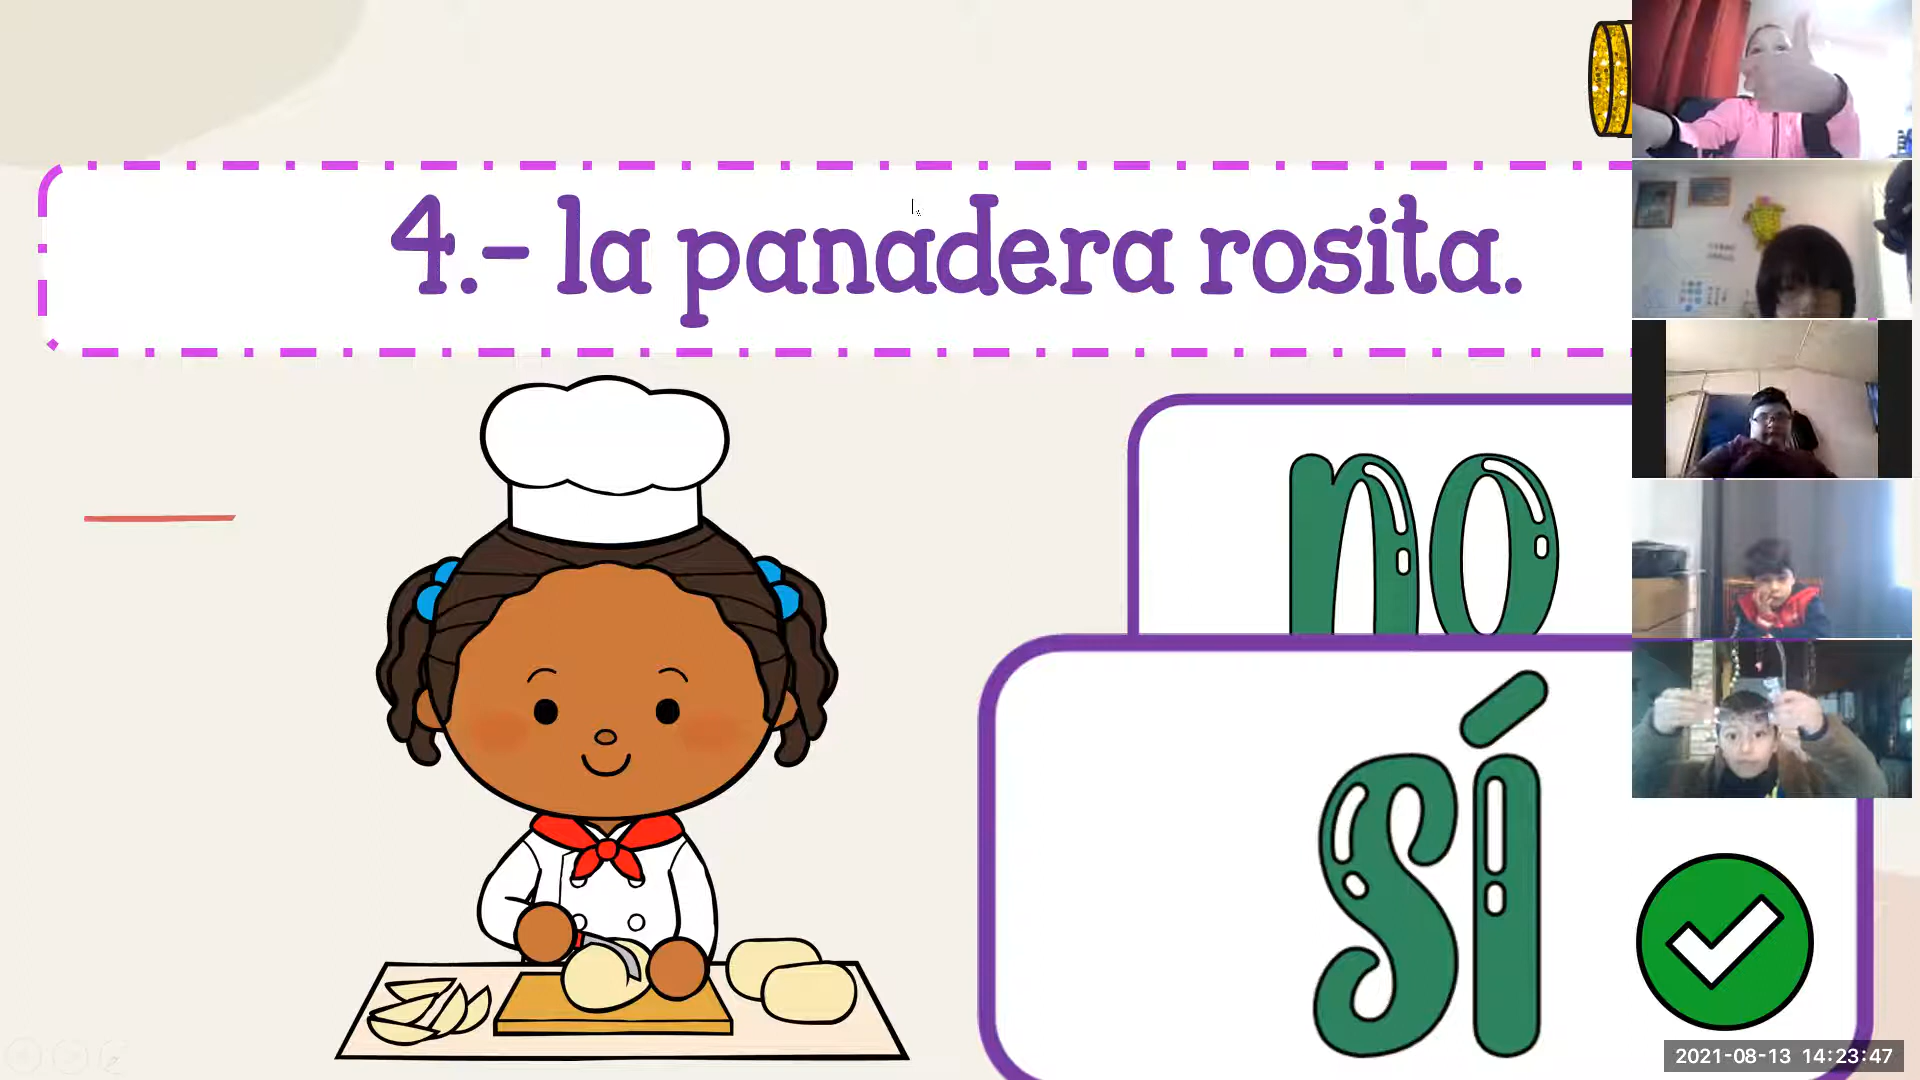 4.- la panadera rosita.
no
sí
2021-08-13 14:23:47